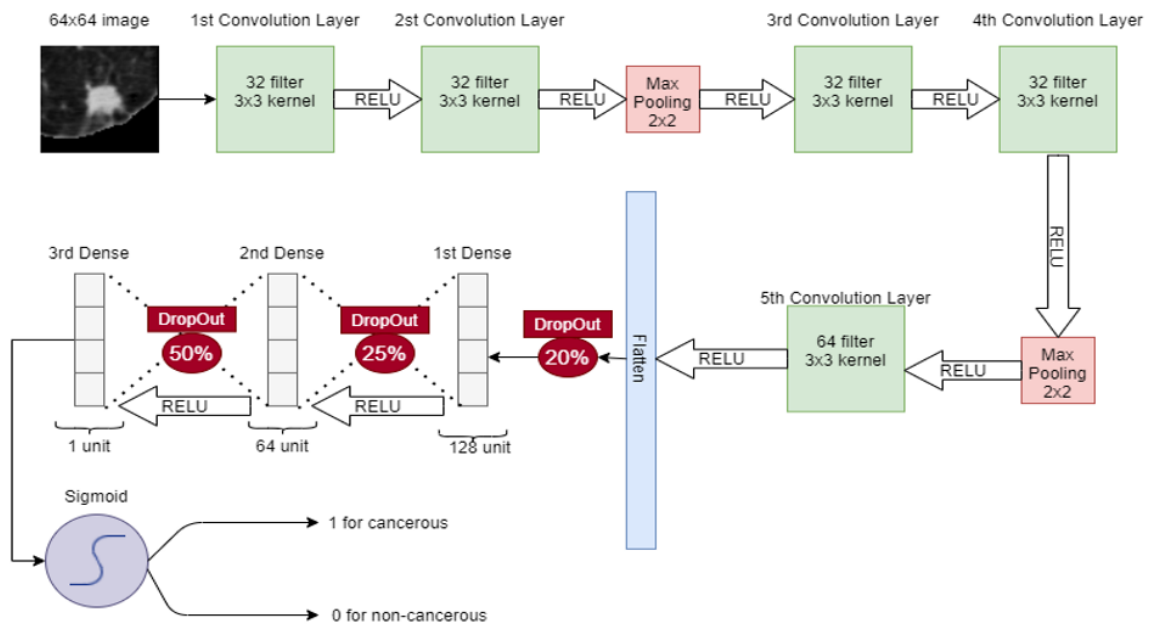 64x64 image
1st Convolution Layer
2st Convolution Layer
3rd Convolution Layer
4th Convolution Layer
32 filter
3x3 kernel
RELU
32 filter
3x3 kernel
RELU
Max
Pooling
2x2
RELU
32 filter
3x3 kernel
RELU
32 filter
3x3 kernel
RELU
Max
Pooling
2x2
RELU
5th Convolution Layer
64 filter
3x3 kernel
RELU
Flatten
DropOut
20%
1st Dense
128 unit
DropOut
25%
RELU
2nd Dense
64 unit
DropOut
50%
RELU
3rd Dense
1 unit
Sigmoid
1 for cancerous
0 for non-cancerous